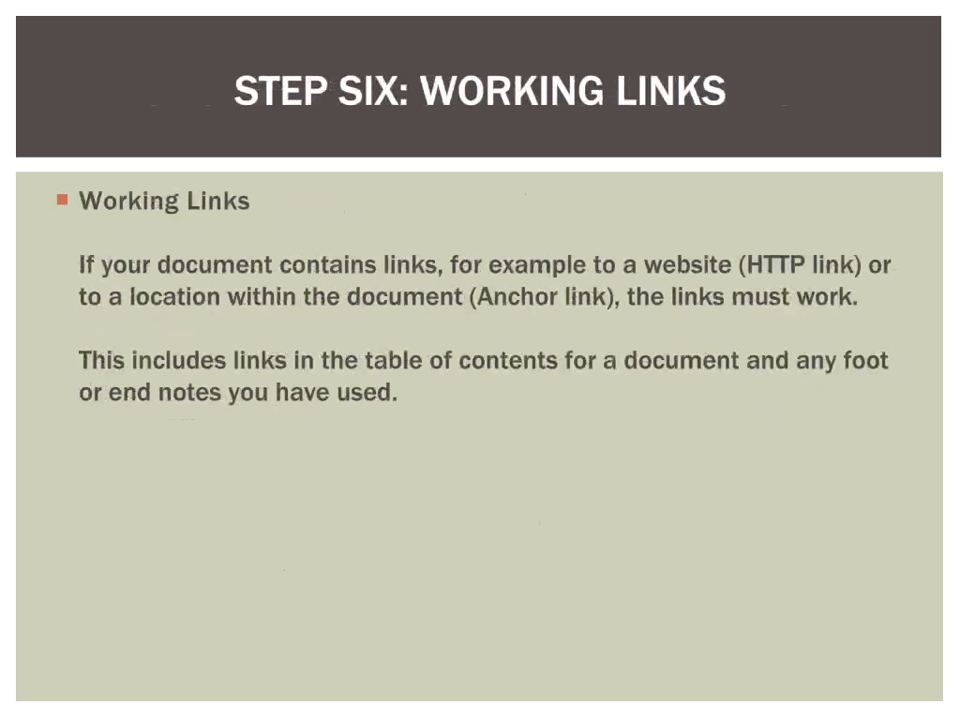 STEP SIX: WORKING LINKS
Working Links
If your document contains links, for example to a website (HTTP link) or
to a location within the document (Anchor link), the links must work.
This includes links in the table of contents for a document and any foot
or end notes you have used.